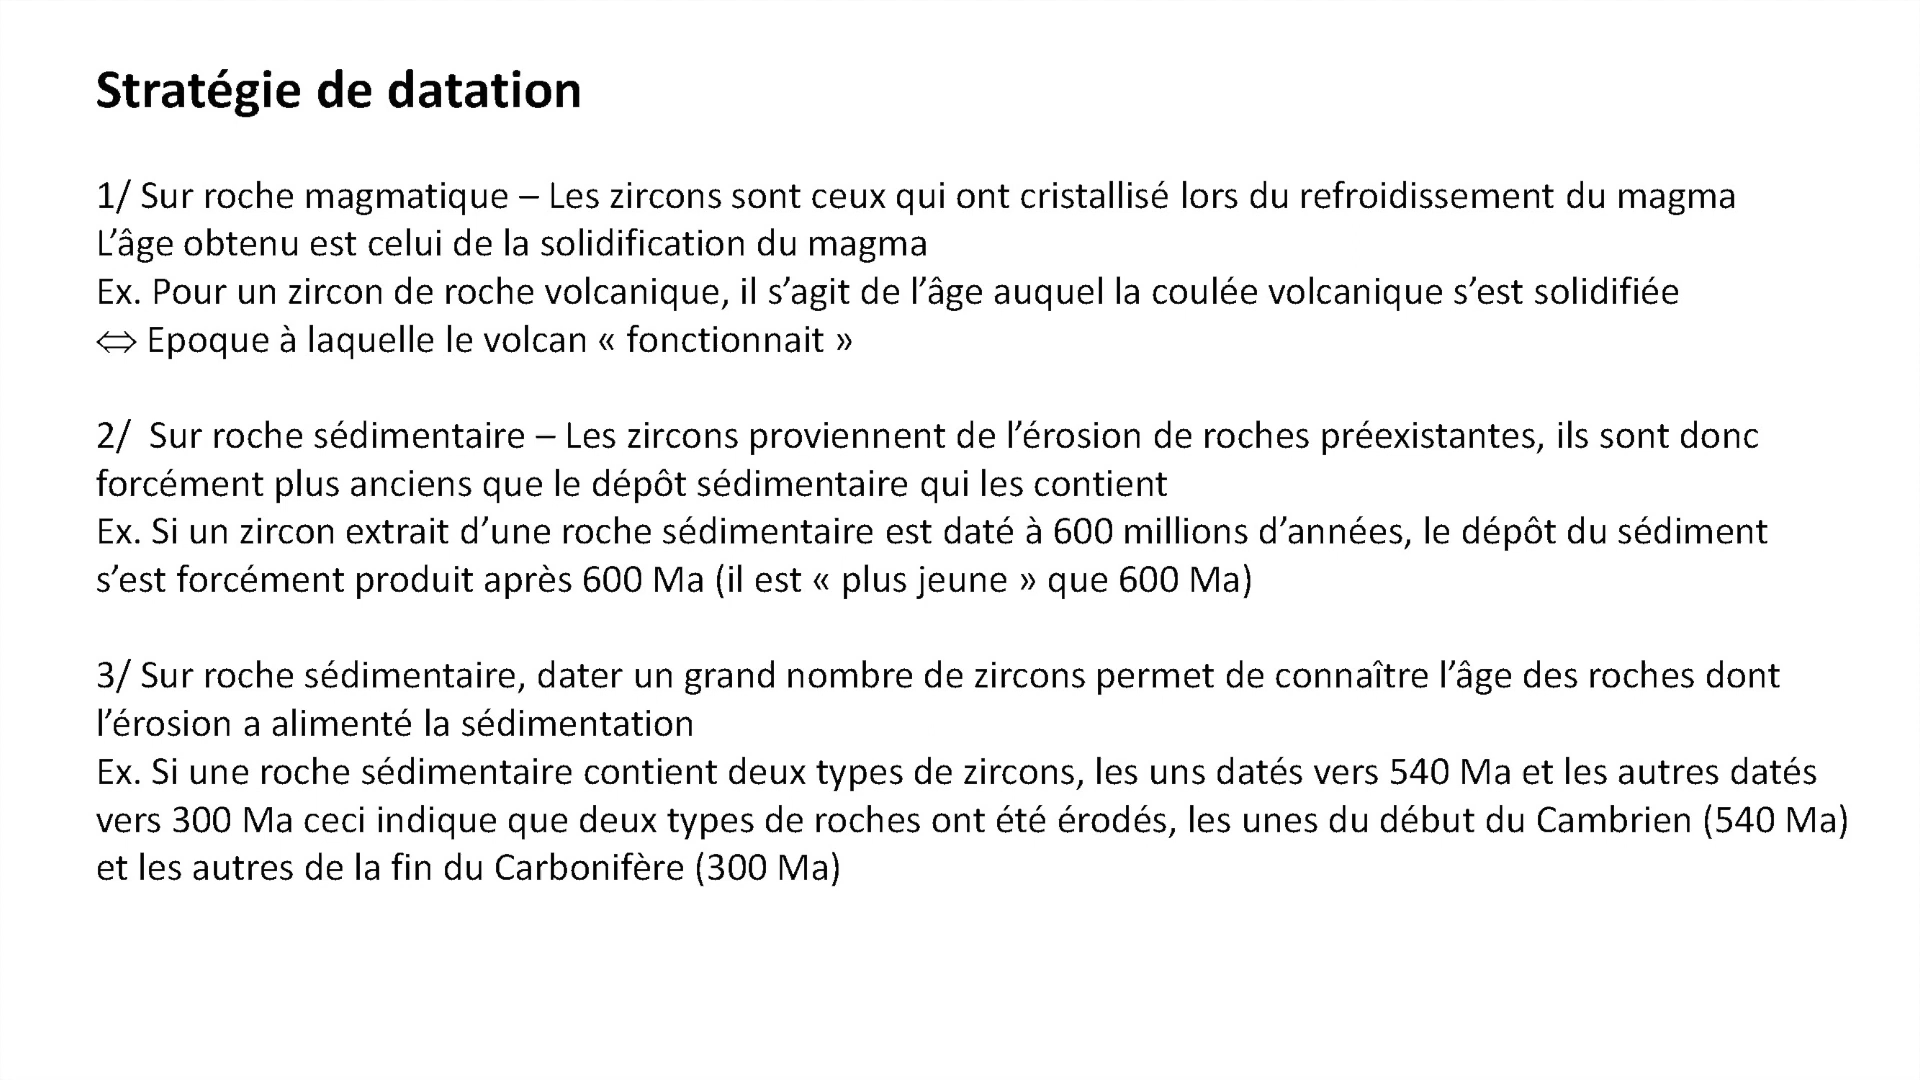 Stratégie de datation
1/ Sur roche magmatique – Les zircons sont ceux qui ont cristallisé lors du refroidissement du magma
L’âge obtenu est celui de la solidification du magma
Ex. Pour un zircon de roche volcanique, il s’agit de l’âge auquel la coulée volcanique s’est solidifiée
⇔ Epoque à laquelle le volcan « fonctionnait »
2/  Sur roche sédimentaire – Les zircons proviennent de l’érosion de roches préexistantes, ils sont donc
forcément plus anciens que le dépôt sédimentaire qui les contient
Ex. Si un zircon extrait d’une roche sédimentaire est daté à 600 millions d’années, le dépôt du sédiment
s’est forcément produit après 600 Ma (il est « plus jeune » que 600 Ma)
3/ Sur roche sédimentaire, dater un grand nombre de zircons permet de connaître l’âge des roches dont
l’érosion a alimenté la sédimentation
Ex. Si une roche sédimentaire contient deux types de zircons, les uns datés vers 540 Ma et les autres datés
vers 300 Ma ceci indique que deux types de roches ont été érodés, les unes du début du Cambrien (540 Ma)
et les autres de la fin du Carbonifère (300 Ma)